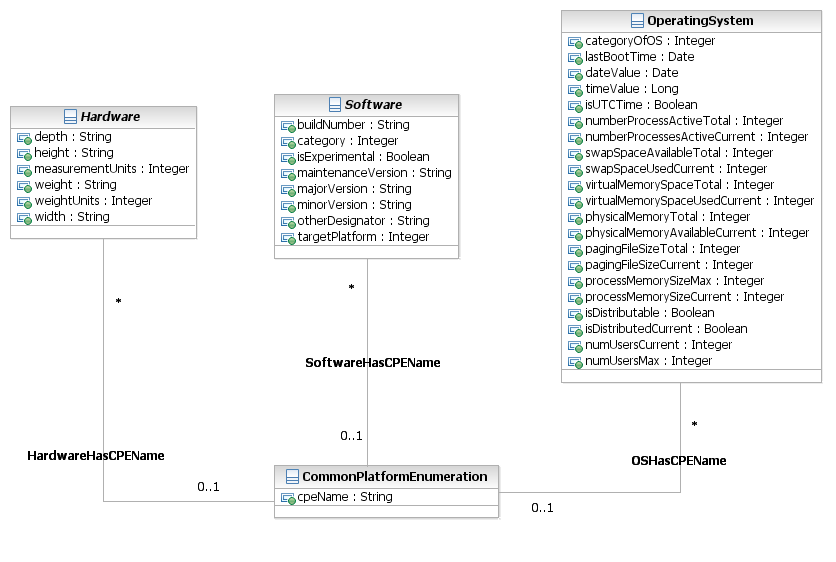 Hardware
depth : String
height : String
measurementUnits : Integer
weight : String
weightUnits : Integer
width : String
Software
buildNumber : String
category : Integer
isExperimental : Boolean
maintenanceVersion : String
majorVersion : String
minorVersion : String
otherDesignator : String
targetPlatform : Integer
OperatingSystem
categoryOfOS : Integer
lastBootTime : Date
dateValue : Date
timeValue : Long
isUTCTime : Boolean
numberProcessActiveTotal : Integer
numberProcessesActiveCurrent : Integer
swapSpaceAvailableTotal : Integer
swapSpaceUsedCurrent : Integer
virtualMemorySpaceTotal : Integer
virtualMemorySpaceUsedCurrent : Integer
physicalMemoryTotal : Integer
physicalMemoryAvailableCurrent : Integer
pagingFileSizeTotal : Integer
pagingFileSizeCurrent : Integer
processMemorySizeMax : Integer
processMemorySizeCurrent : Integer
isDistributable : Boolean
isDistributedCurrent : Boolean
numUsersCurrent : Integer
numUsersMax : Integer
*
*
*
SoftwareHasCPEName
0..1
HardwareHasCPEName
OSHasCPEName
0..1
CommonPlatformEnumeration
cpeName : String
0..1